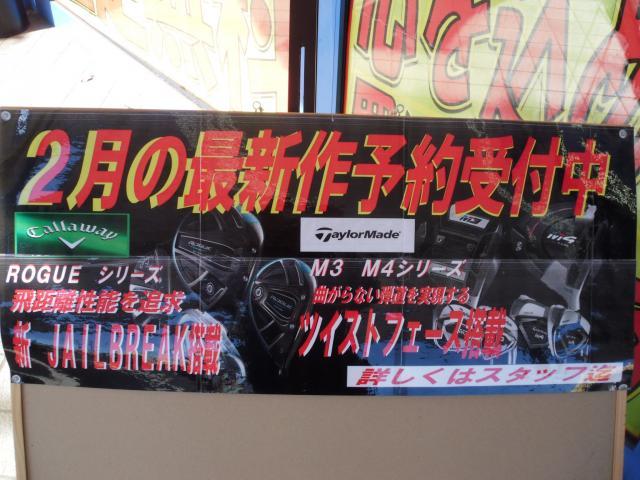 2月の最新作予約受付中
Callaway
TaylorMade
ROGUE シリーズ
飛距離性能を追求
新 JAILBREAK搭載
M3 M4シリーズ
曲がらない弾道を実現する
ツイストフェース搭載
詳しくはスタッフ迄